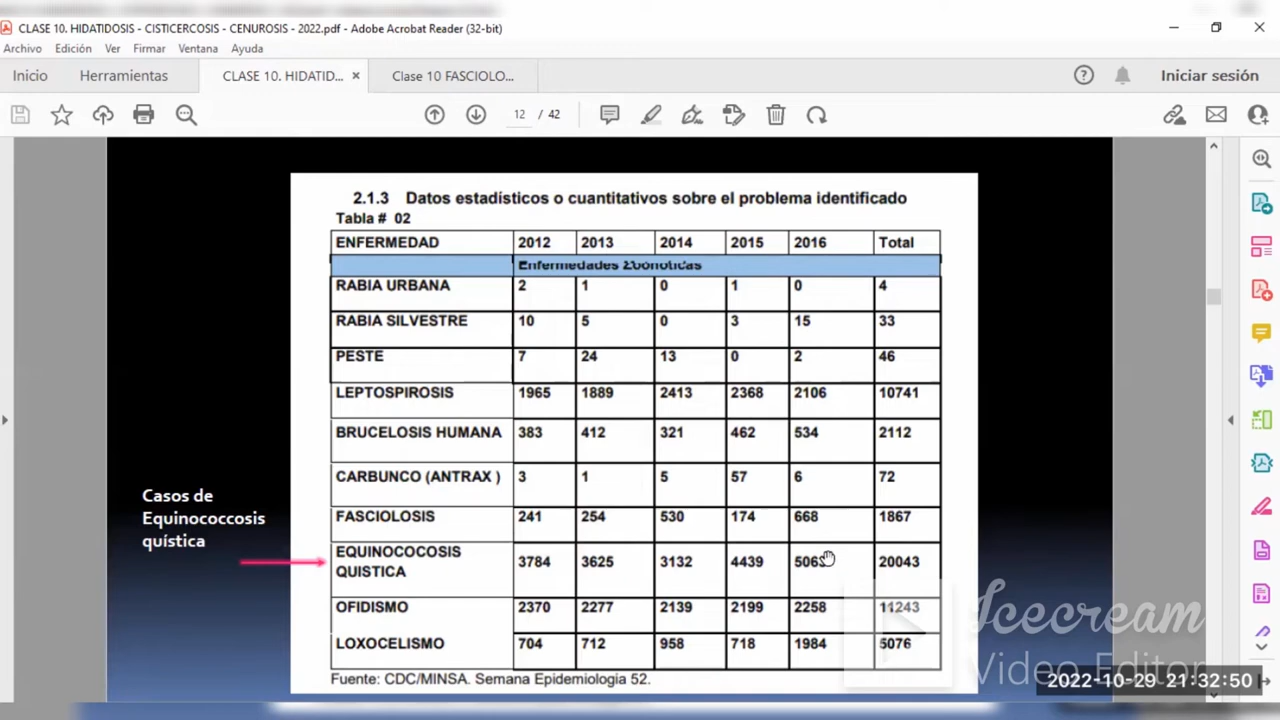 CLASE 10. HIDATIDOSIS - CISTICERCOSIS - CENUROSIS - 2022.pdf - Adobe Acrobat Reader (32-bit)
Archivo Edición Ver Firmar Ventana Ayuda
Inicio Herramientas CLASE 10. HIDATID... × Clase 10 FASCIOLO... Iniciar sesión
12 / 42
2.1.3 Datos estadísticos o cuantitativos sobre el problema identificado
Tabla # 02
ENFERMEDAD 2012 2013 2014 2015 2016 Total
Enfermedades Zoonoticas
RABIA URBANA 2 1 0 1 0 4
RABIA SILVESTRE 10 5 0 3 15 33
PESTE 7 24 13 0 2 46
LEPTOSPIROSIS 1965 1889 2413 2368 2106 10741
BRUCELOSIS HUMANA 383 412 321 462 534 2112
CARBUNCO (ANTRAX ) 3 1 5 57 6 72
FASCIOLOSIS 241 254 530 174 668 1867
Casos de
Equinococcosis
quística
EQUINOCOCOSIS
QUISTICA 3784 3625 3132 4439 20043
OFIDISMO 2370 2277 2139 2199 2258 11243
LOXOCELISMO 704 712 958 718 1984 5076
Fuente: CDC/MINSA. Semana Epidemiologia 52.
Icecream
Video Editor
2022-10-29 21:32:50